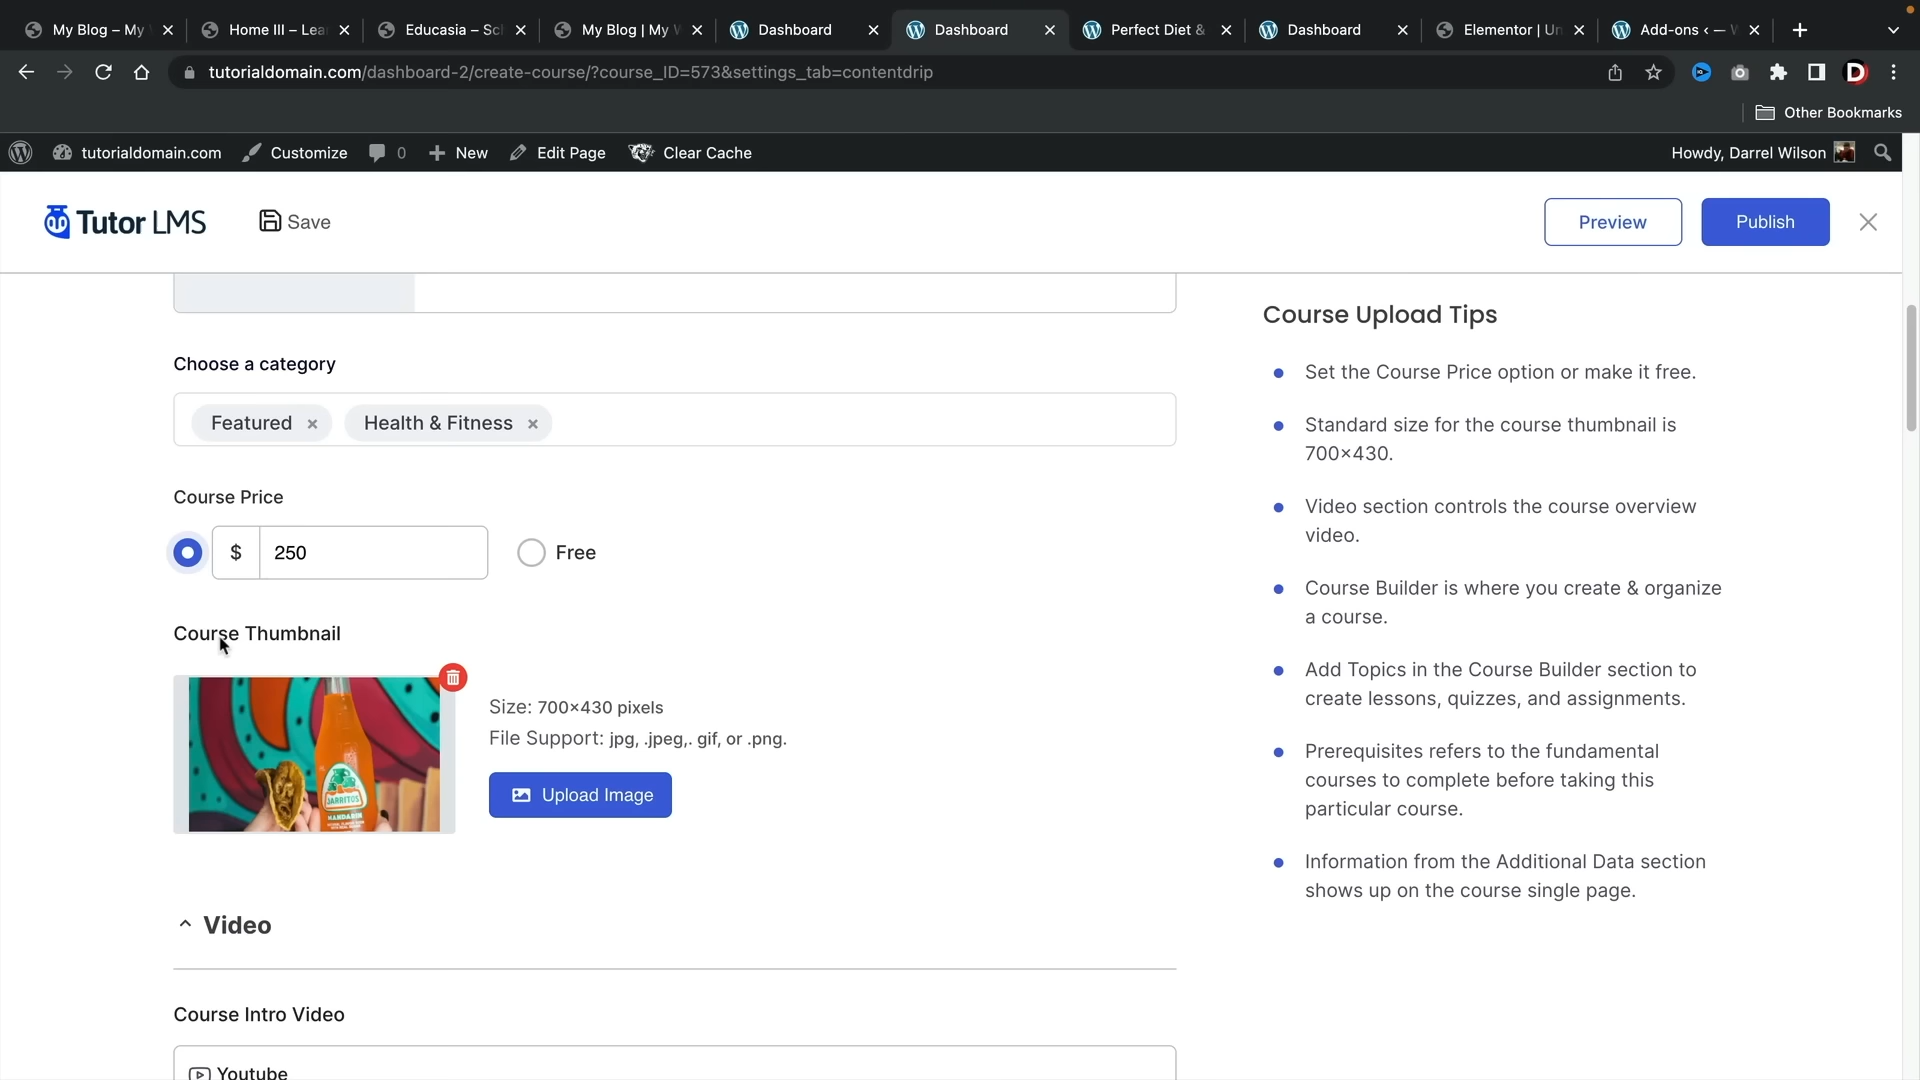 My Blog – My
Home III – Lea
Educasia – Sc
My Blog | My W
Dashboard
Dashboard
Perfect Diet &
Dashboard
Elementor | Un
Add-ons ‹ — W
tutorialdomain.com/dashboard-2/create-course/?course_ID=573&settings_tab=contentdrip
Other Bookmarks
tutorialdomain.com
Customize
0
New
Edit Page
Clear Cache
Howdy, Darrel Wilson
Tutor LMS
Save
Preview
Publish
Choose a category
Featured ×
Health & Fitness ×
Course Price
$ 250
Free
Course Thumbnail
JARRITOS
MANDARIN
Size: 700×430 pixels
File Support: jpg, .jpeg,. gif, or .png.
Upload Image
Video
Course Intro Video
Youtube
Course Upload Tips
Set the Course Price option or make it free.
Standard size for the course thumbnail is
700×430.
Video section controls the course overview
video.
Course Builder is where you create & organize
a course.
Add Topics in the Course Builder section to
create lessons, quizzes, and assignments.
Prerequisites refers to the fundamental
courses to complete before taking this
particular course.
Information from the Additional Data section
shows up on the course single page.